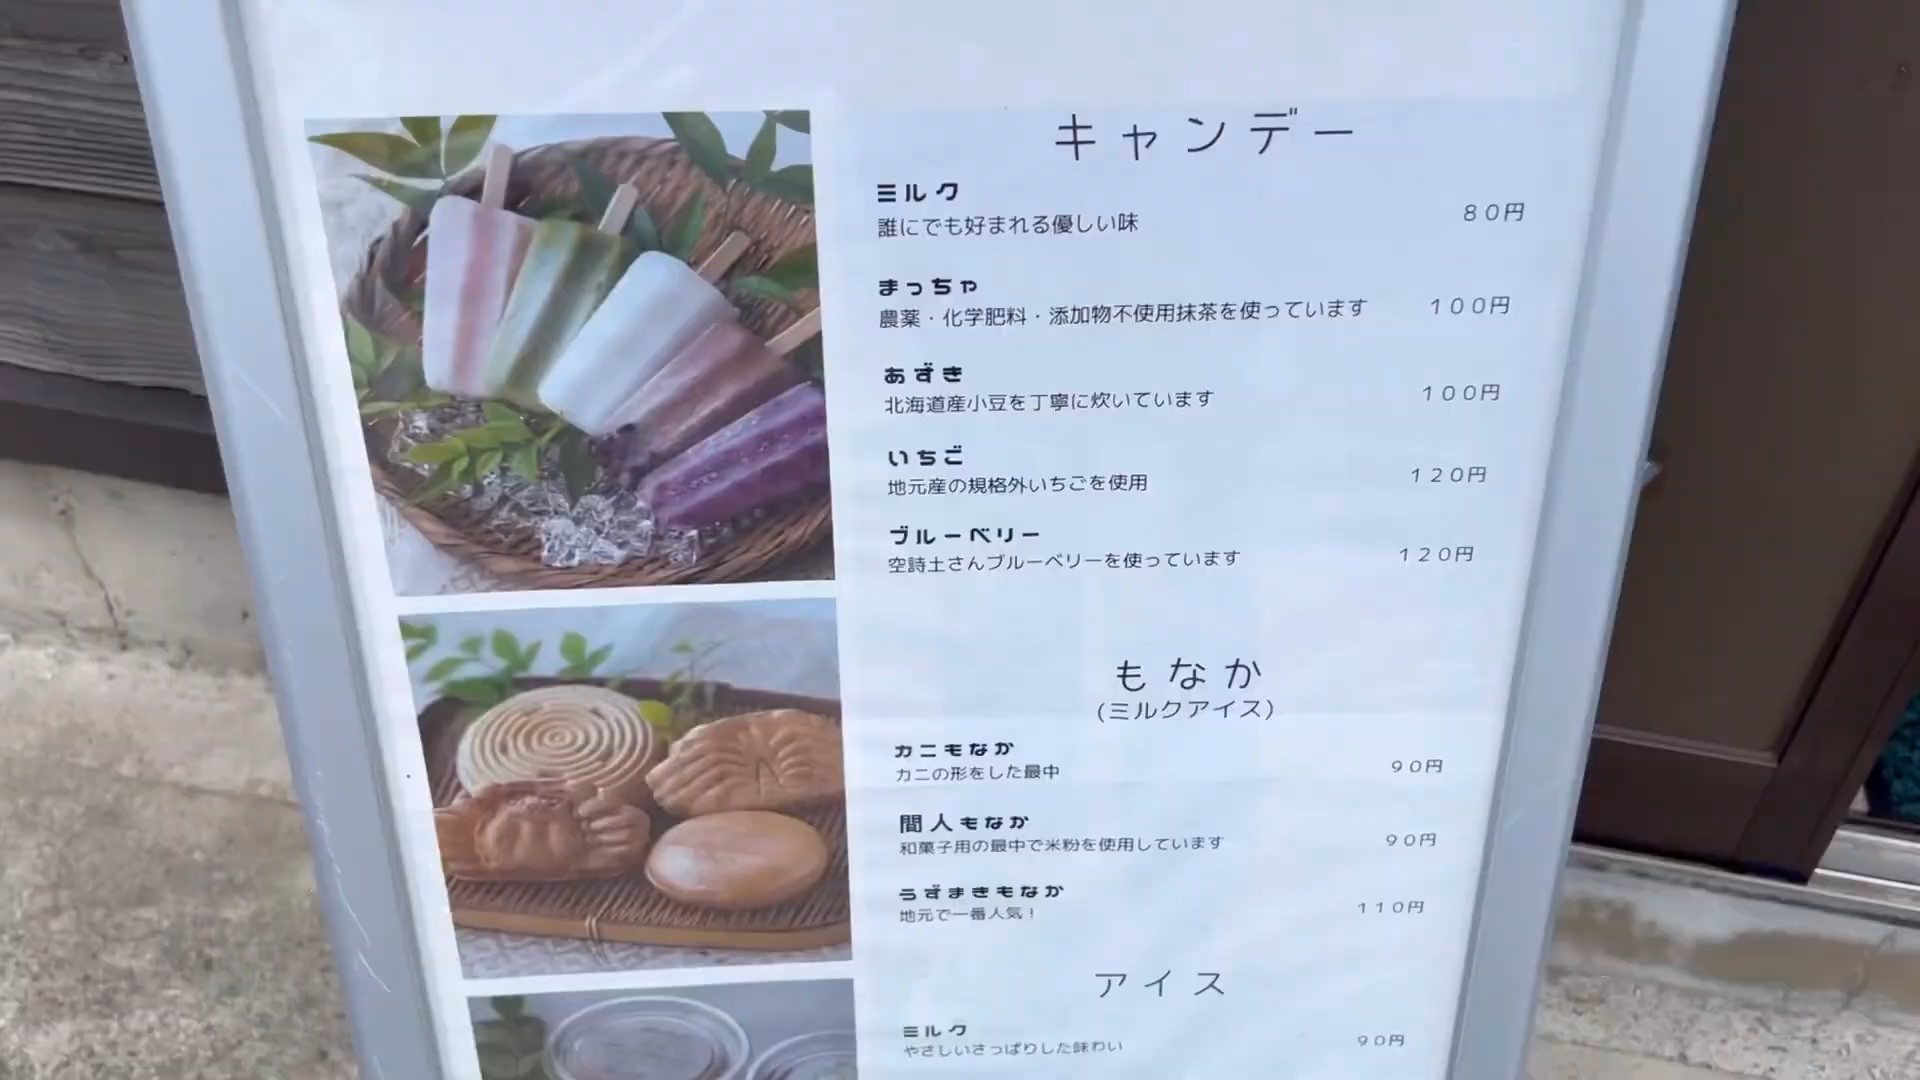 キャンデー
ミルク
誰にでも好まれる優しい味 80円
まっちゃ
農薬・化学肥料・添加物不使用抹茶を使っています 100円
あずき
北海道産小豆を丁寧に炊いています 100円
いちご
地元産の規格外いちごを使用 120円
ブルーベリー
空詩土さんブルーベリーを使っています 120円
もなか
(ミルクアイス)
カニもなか
カニの形をした最中 90円
間人もなか
和菓子用の最中で米粉を使用しています 90円
うずまきもなか
地元で一番人気! 110円
アイス
ミルク
やさしいさっぱりした味わい 90円